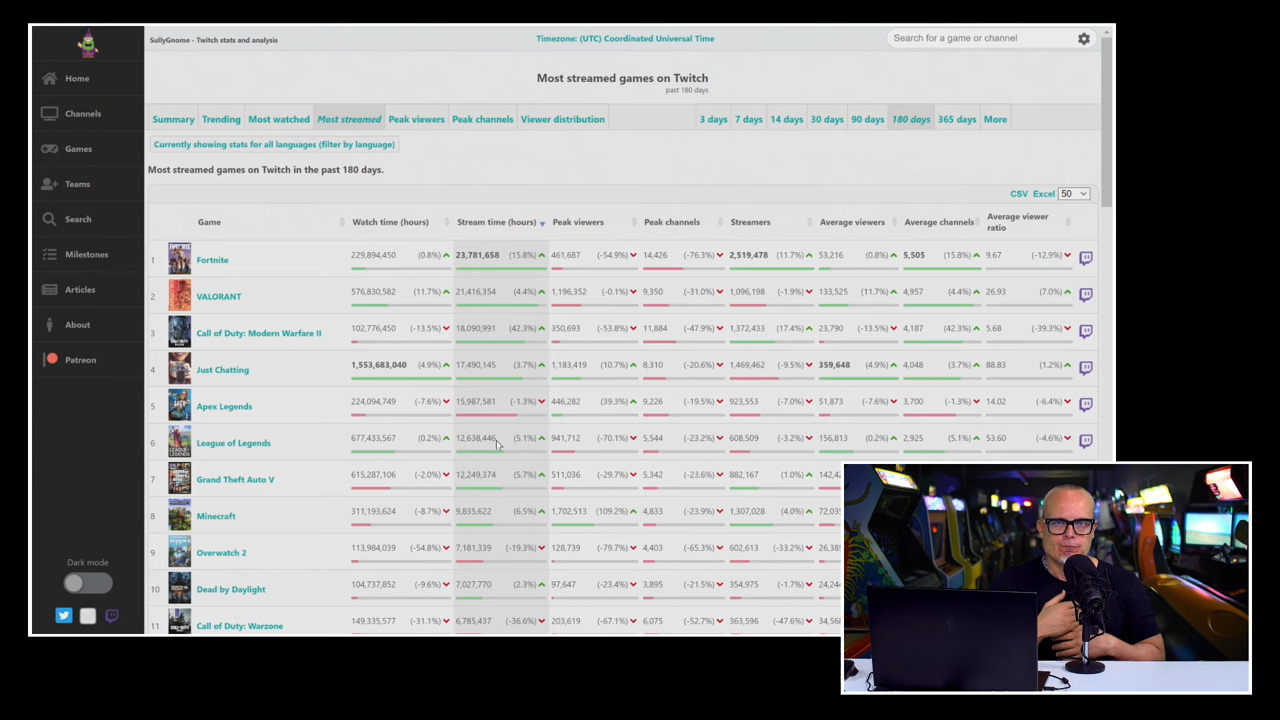 SullyGnome - Twitch stats and analysis
Timezone: (UTC) Coordinated Universal Time
Search for a game or channel
Home
Channels
Games
Teams
Search
Milestones
Articles
About
Patreon
Dark mode
Most streamed games on Twitch
past 180 days
Summary Trending Most watched Most streamed Peak viewers Peak channels Viewer distribution 3 days 7 days 14 days 30 days 90 days 180 days 365 days More
Currently showing stats for all languages (filter by language)
Most streamed games on Twitch in the past 180 days.
CSV Excel 50
Game Watch time (hours) Stream time (hours) Peak viewers Peak channels Streamers Average viewers Average channels Average viewer ratio
1 Fortnite 229,894,450 (0.8%) 23,781,658 (15.8%) 461,687 (-54.9%) 14,426 (-76.3%) 2,519,478 (11.7%) 53,216 (0.8%) 5,505 (15.8%) 9.67 (-12.9%)
2 VALORANT 576,830,582 (11.7%) 21,416,354 (4.4%) 1,196,352 (-0.1%) 9,350 (-31.0%) 1,096,198 (-1.9%) 133,525 (11.7%) 4,957 (4.4%) 26.93 (7.0%)
3 Call of Duty: Modern Warfare II 102,776,450 (-13.5%) 18,090,991 (42.3%) 350,693 (-53.8%) 11,884 (-47.9%) 1,372,433 (17.4%) 23,790 (-13.5%) 4,187 (42.3%) 5.68 (-39.3%)
4 Just Chatting 1,553,683,040 (4.9%) 17,490,145 (3.7%) 1,183,419 (10.7%) 8,310 (-20.6%) 1,469,462 (-9.5%) 359,648 (4.9%) 4,048 (3.7%) 88.83 (1.2%)
5 Apex Legends 224,094,749 (-7.6%) 15,987,581 (-1.3%) 446,282 (39.3%) 9,226 (-19.5%) 923,553 (-7.0%) 51,873 (-7.6%) 3,700 (-1.3%) 14.02 (-6.4%)
6 League of Legends 677,433,567 (0.2%) 12,638,446 (5.1%) 941,712 (-70.1%) 5,544 (-23.2%) 608,509 (-3.2%) 156,813 (0.2%) 2,925 (5.1%) 53.60 (-4.6%)
7 Grand Theft Auto V 615,287,106 (-2.0%) 12,249,374 (5.7%) 511,036 (-25.7%) 5,342 (-23.6%) 882,167 (1.0%) 142,4
8 Minecraft 311,193,624 (-8.7%) 9,835,622 (6.5%) 1,702,513 (109.2%) 4,833 (-23.9%) 1,307,028 (4.0%) 72,03
9 Overwatch 2 113,984,039 (-54.8%) 7,181,339 (-19.3%) 128,739 (-79.7%) 4,403 (-65.3%) 602,613 (-33.2%) 26,38
10 Dead by Daylight 104,737,852 (-9.6%) 7,027,770 (2.3%) 97,647 (-23.4%) 3,895 (-21.5%) 354,975 (-1.7%) 24,24
11 Call of Duty: Warzone 149,335,577 (-31.1%) 6,785,437 (-36.6%) 203,619 (-67.1%) 6,075 (-52.7%) 363,596 (-47.6%) 34,56